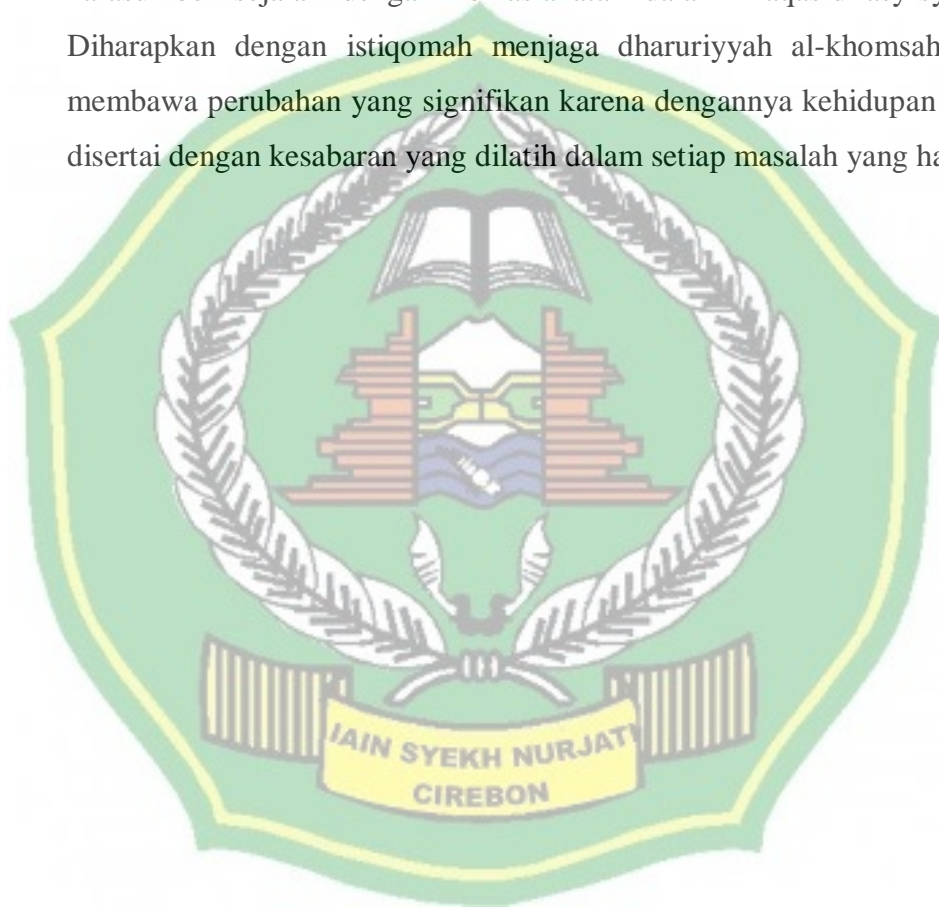 Diharapkan dengan istiqomah menjaga dharuriyyah al-khomsah
membawa perubahan yang signifikan karena dengannya kehidupan
disertai dengan kesabaran yang dilatih dalam setiap masalah yang
IAIN SYEKH NURJATI
CIREBON